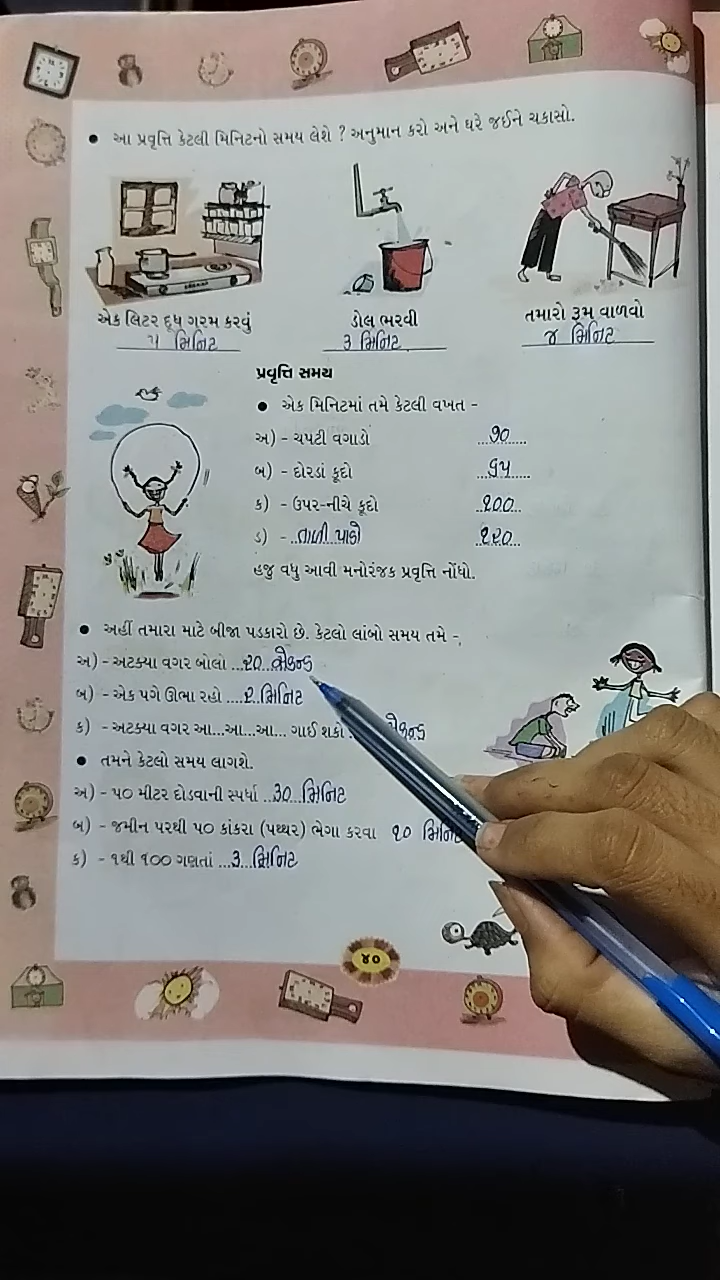 • આ પ્રવૃત્તિ કેટલી મિનિટનો સમય લેશે ? અનુમાન કરો અને ઘરે જઈને ચકાસો.
એક લિટર દૂધ ગરમ કરવું ડોલ ભરવી તમારો રૂમ વાળવો
૫ મિનિટ ૩ મિનિટ ૪ મિનિટ
પ્રવૃત્તિ સમય
• એક મિનિટમાં તમે કેટલી વખત –
અ) – ચપટી વગાડો ...૭૦......
બ) – દોરડાં કૂદો ...૬૫......
ક) – ઉપર-નીચે કૂદો ..૧૦૦...
ડ) – ..તાળી પાડો ..૧૨૦...
હજુ વધુ આવી મનોરંજક પ્રવૃત્તિ નોંધો.
• અહીં તમારા માટે બીજા પડકારો છે. કેટલો લાંબો સમય તમે –
અ) – અટક્યા વગર બોલો ...૨૦...સેકન્ડ
બ) – એક પગે ઊભા રહો ....૨ મિનિટ
ક) – અટક્યા વગર આ...આ...આ... ગાઈ શકો સેકન્ડ
• તમને કેટલો સમય લાગશે.
અ) – ૫૦ મીટર દોડવાની સ્પર્ધા ...૩૦...મિનિટ
બ) – જમીન પરથી ૫૦ કાંકરા (પથ્થર) ભેગા કરવા ૧૦ મિનિટ
ક) – ૧થી ૧૦૦ ગણતાં ...૩...મિનિટ
૪૦